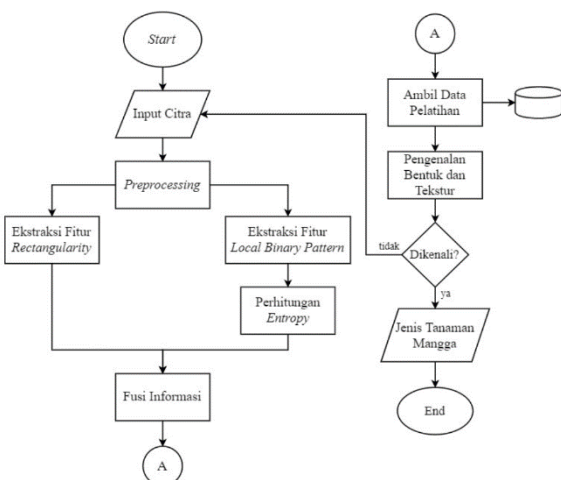 Start
Input Citra
Preprocessing
Ekstraksi Fitur
Rectangularity
Ekstraksi Fitur
Local Binary Pattern
Perhitungan
Entropy
Fusi Informasi
A
A
Ambil Data
Pelatihan
Pengenalan
Bentuk dan
Tekstur
Dikenali?
tidak
ya
Jenis Tanaman
Mangga
End